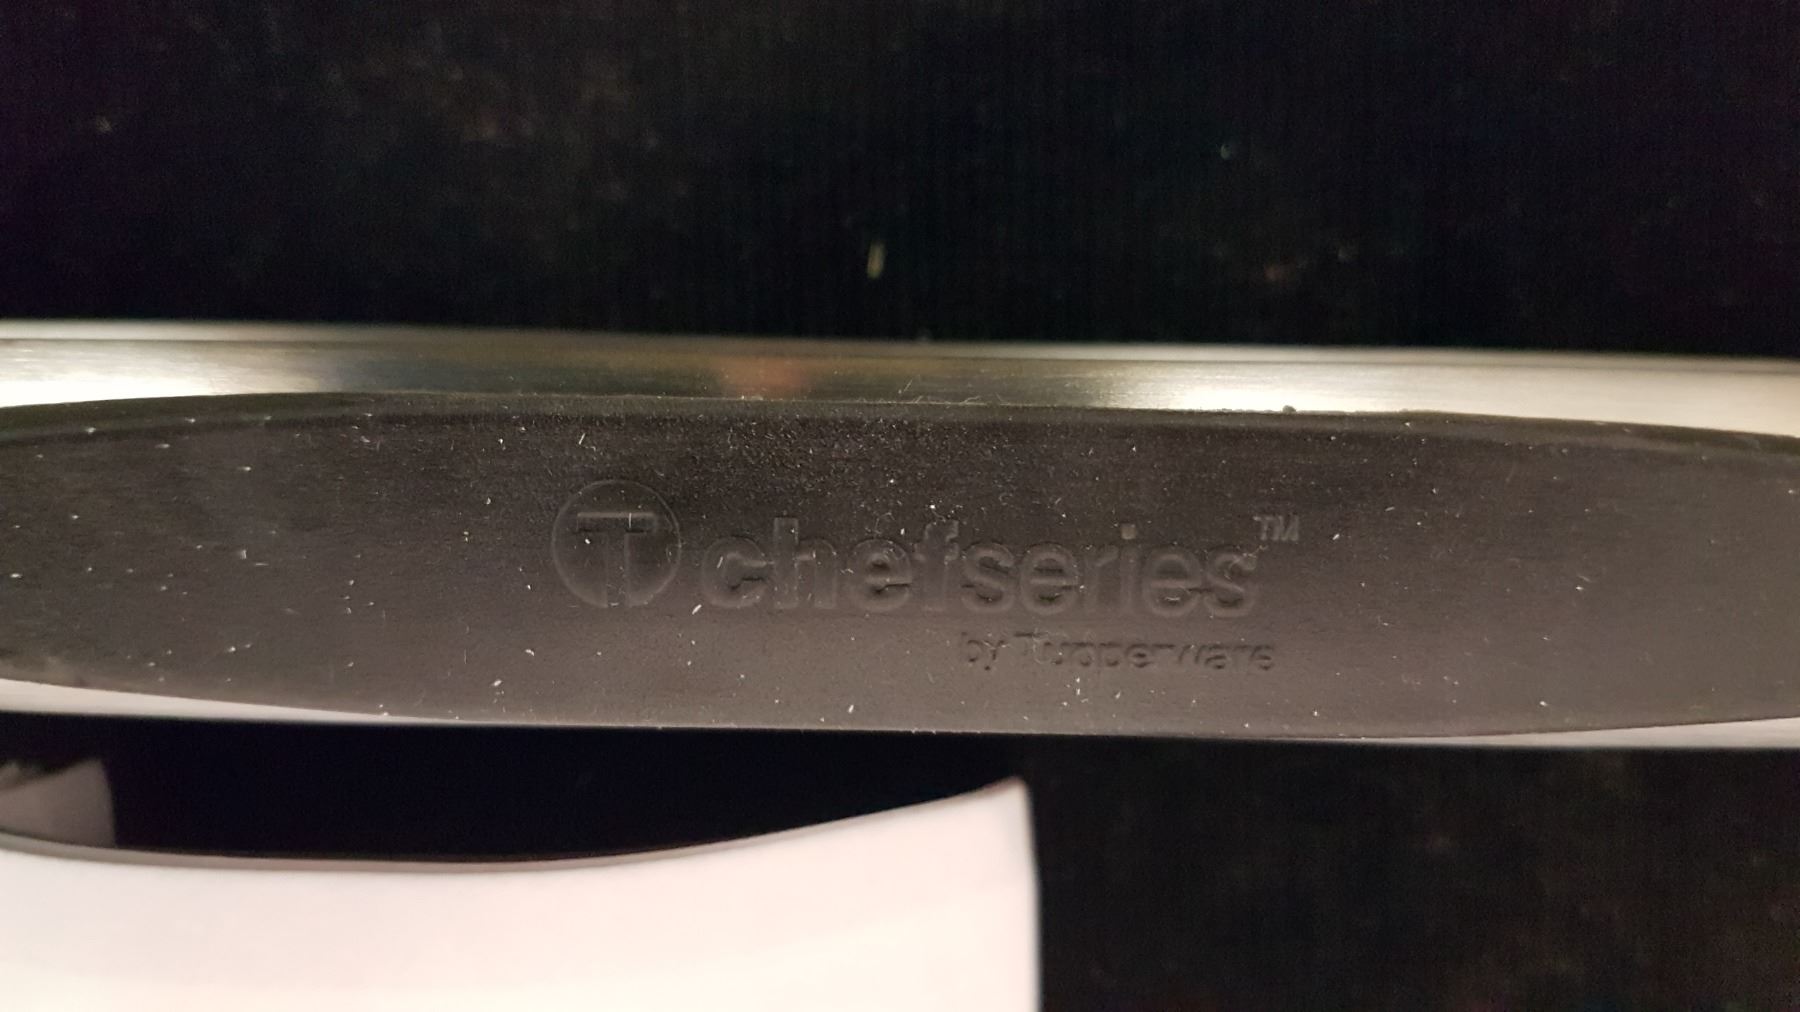 T chefseries™
by Tupperware